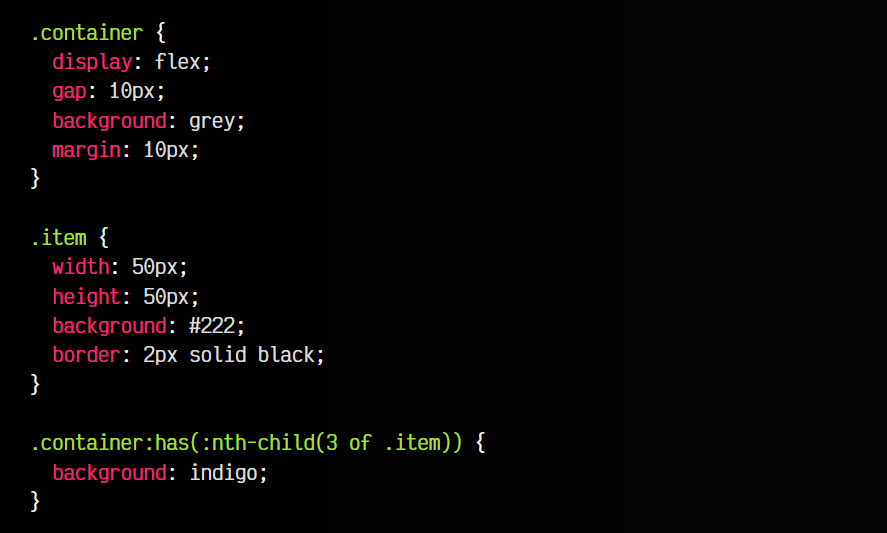 .container {
  display: flex;
  gap: 10px;
  background: grey;
  margin: 10px;
}

.item {
  width: 50px;
  height: 50px;
  background: #222;
  border: 2px solid black;
}

.container:has(:nth-child(3 of .item)) {
  background: indigo;
}